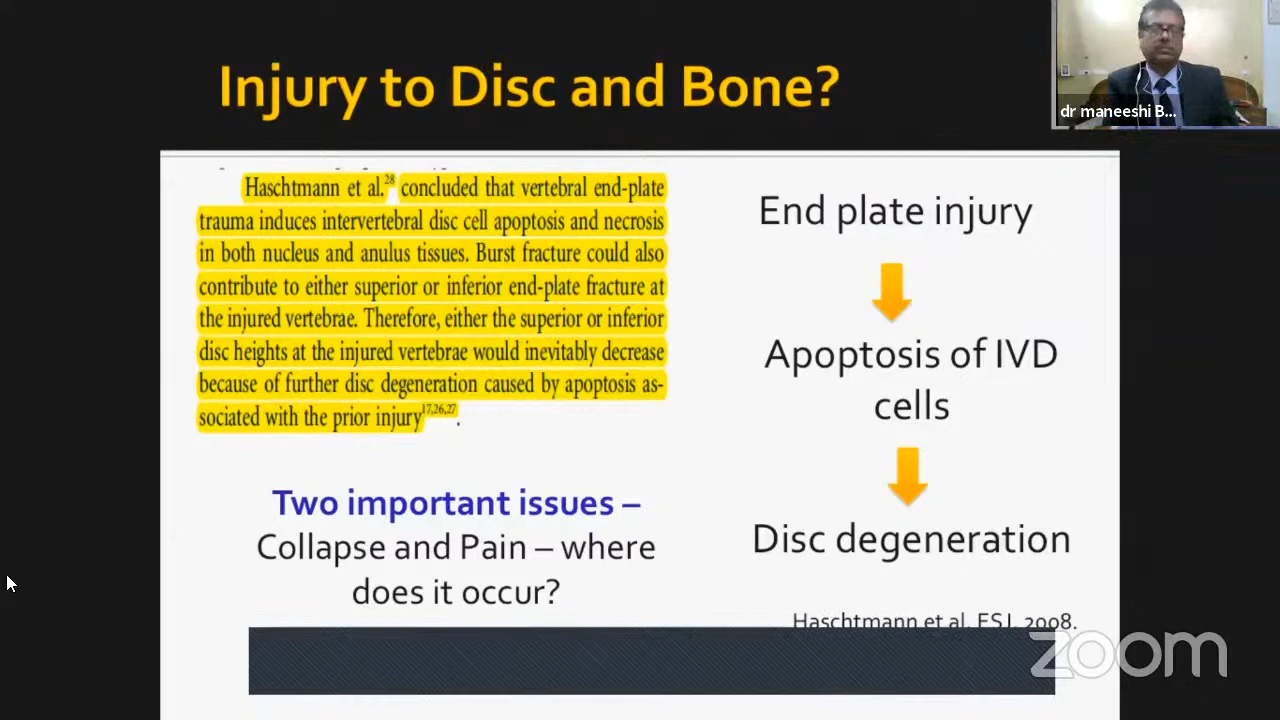 Injury to Disc and Bone?
dr maneeshi B...
Haschtmann et al.28 concluded that vertebral end-plate
trauma induces intervertebral disc cell apoptosis and necrosis
in both nucleus and anulus tissues. Burst fracture could also
contribute to either superior or inferior end-plate fracture at
the injured vertebrae. Therefore, either the superior or inferior
disc heights at the injured vertebrae would inevitably decrease
because of further disc degeneration caused by apoptosis as-
sociated with the prior injury17,26,27.
Two important issues –
Collapse and Pain – where
does it occur?
End plate injury
Apoptosis of IVD
cells
Disc degeneration
Haschtmann et al. ESJ. 2008.
zoom